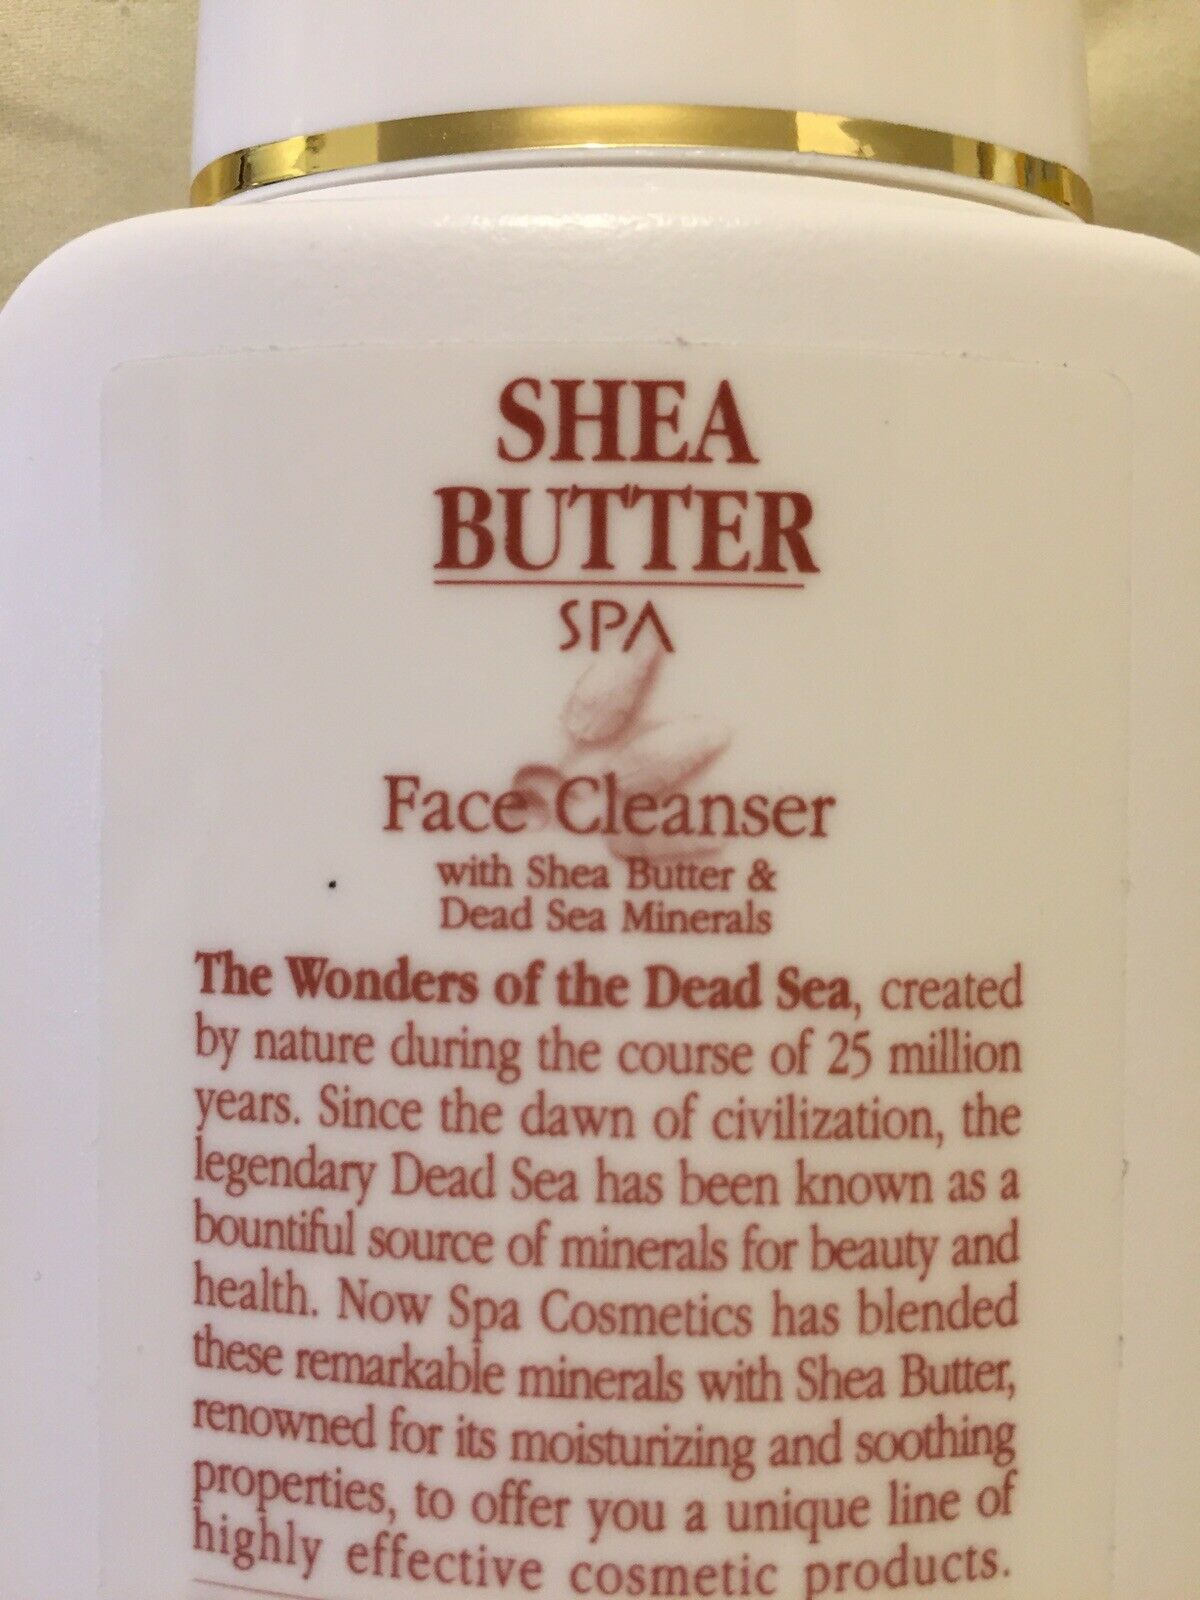 SHEA
BUTTER
SPA
Face Cleanser
with Shea Butter &
Dead Sea Minerals
The Wonders of the Dead Sea, created
by nature during the course of 25 million
years. Since the dawn of civilization, the
legendary Dead Sea has been known as a
bountiful source of minerals for beauty and
health. Now Spa Cosmetics has blended
these remarkable minerals with Shea Butter,
renowned for its moisturizing and soothing
properties, to offer you a unique line of
highly effective cosmetic products.